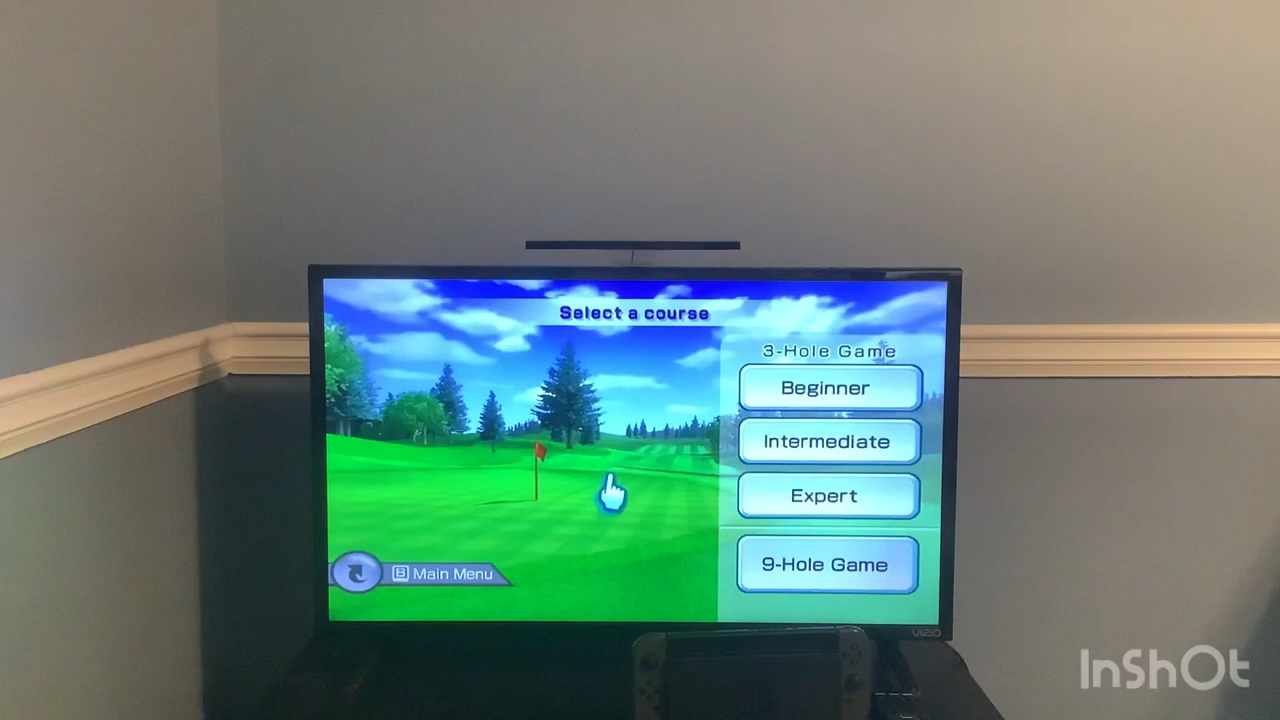 Select a course
3-Hole Game
Beginner
Intermediate
Expert
9-Hole Game
B Main Menu
VIZIO
InShOt